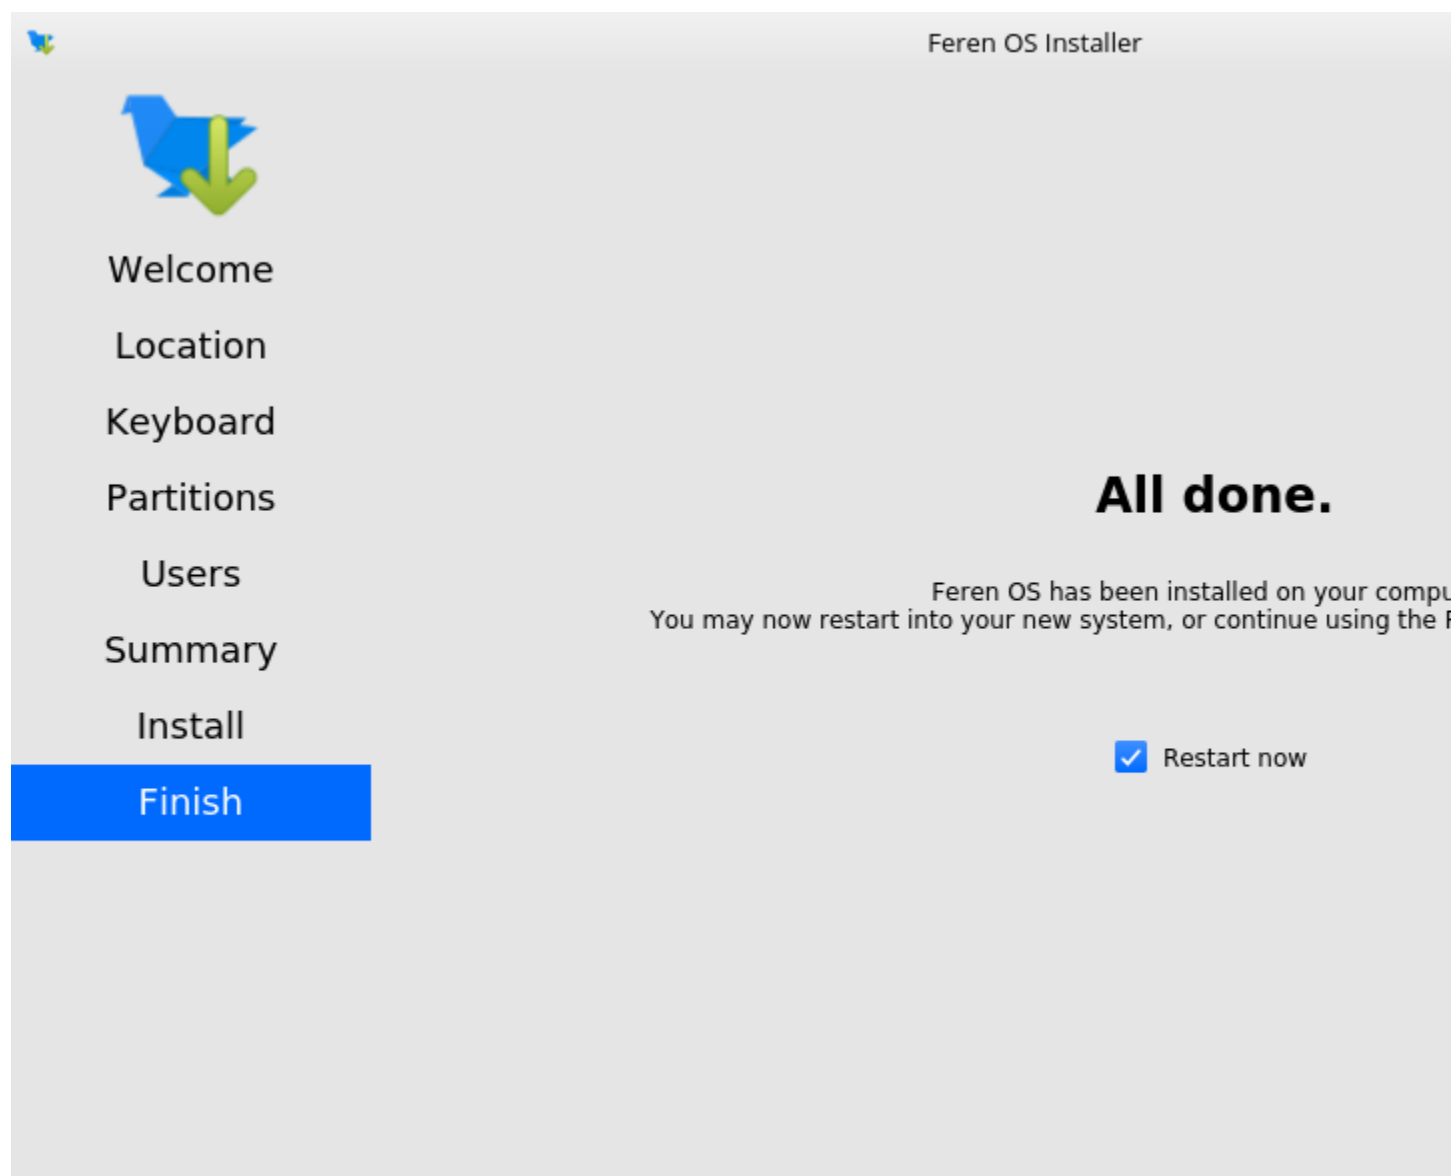 Feren OS Installer
Welcome
Location
Keyboard
Partitions
Users
Summary
Install
Finish
All done.
Feren OS has been installed on your
You may now restart into your new system, or continue using the
Restart now